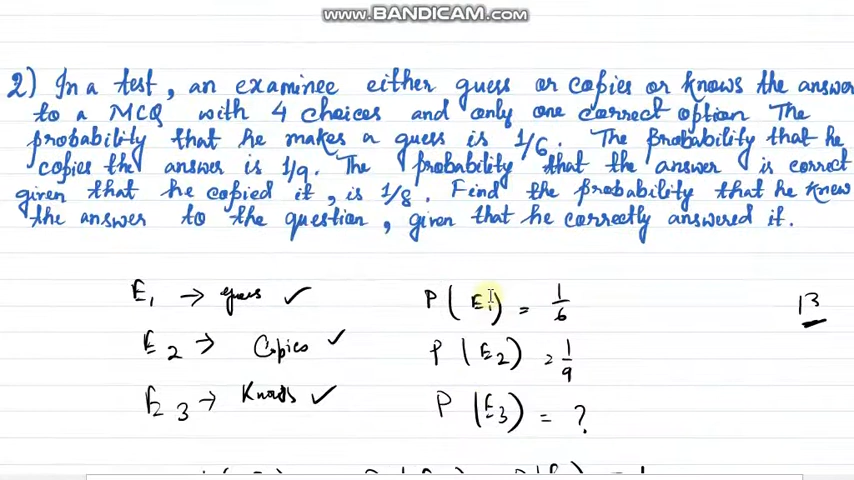 www.BANDICAM.com
2) In a test, an examinee either guess or copies or knows the answer
to a MCQ with 4 choices and only one correct option The
probability that he makes a guess is 1/6. The Probability that he
copies the answer is 1/9. The probability that the answer is correct
given that he copied it, is 1/8. Find the probability that he knew
the answer to the question, given that he correctly answered it.
E1 → guess ✓ P(E1) = 1/6 13
E2 → Copies ✓ P(E2) = 1/9
E3 → Knows ✓ P(E3) = ?